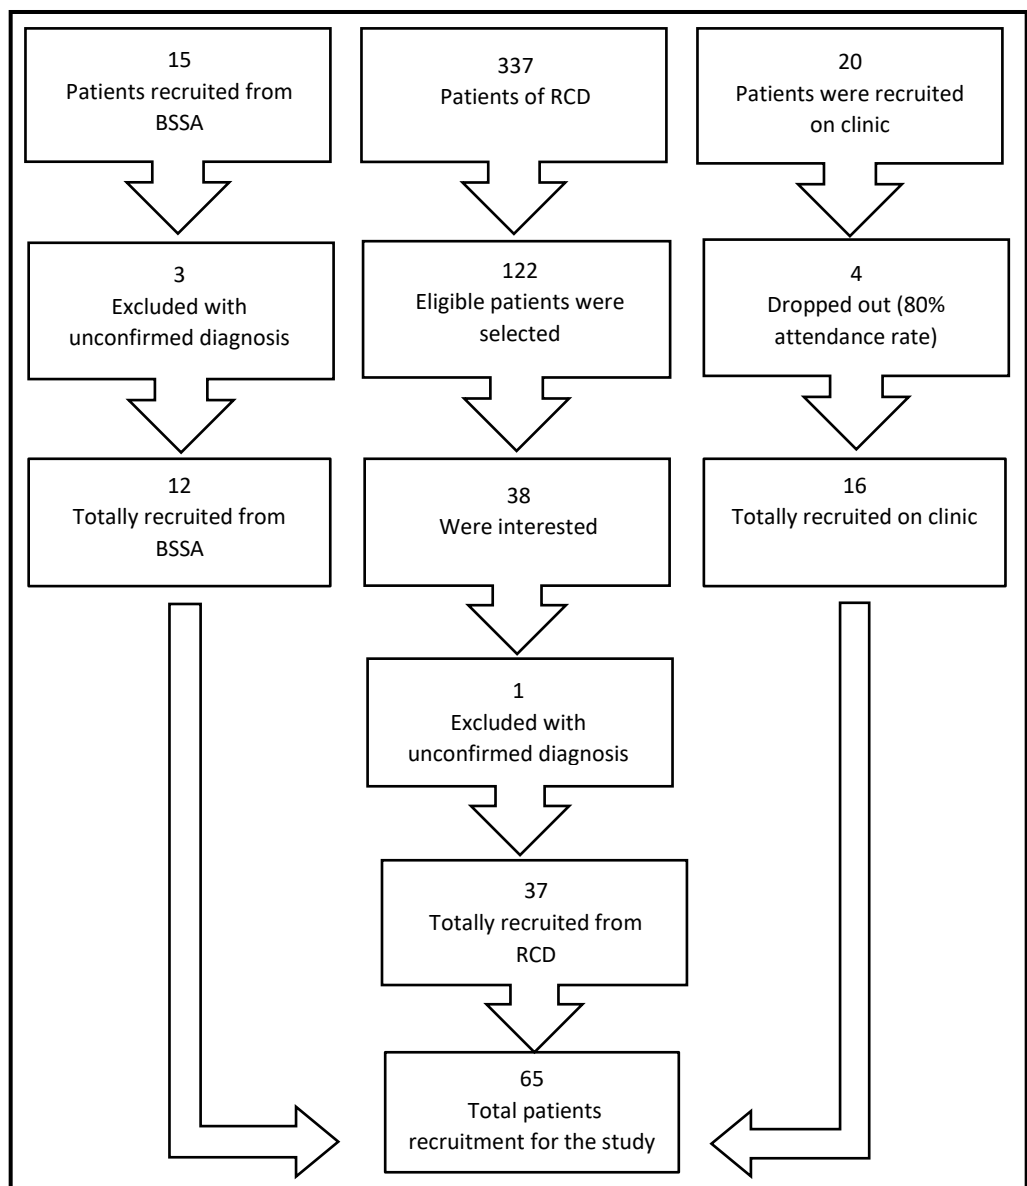 15
Patients recruited from
BSSA
337
Patients of RCD
20
Patients were recruited
on clinic
3
Excluded with
unconfirmed diagnosis
122
Eligible patients were
selected
4
Dropped out (80%
attendance rate)
12
Totally recruited from
BSSA
38
Were interested
16
Totally recruited on clinic
1
Excluded with
unconfirmed diagnosis
37
Totally recruited from
RCD
65
Total patients
recruitment for the study